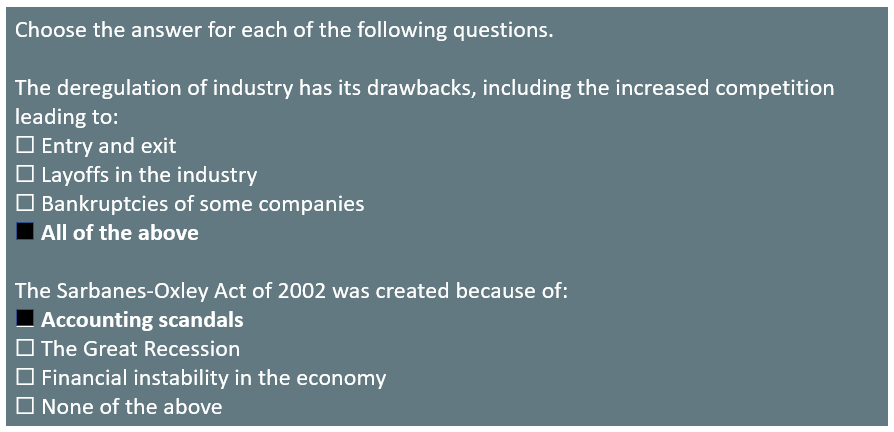 Choose the answer for each of the following questions.
The deregulation of industry has its drawbacks, including the increased competition
leading to:
☐ Entry and exit
☐ Layoffs in the industry
☐ Bankruptcies of some companies
■ All of the above
The Sarbanes-Oxley Act of 2002 was created because of:
■ Accounting scandals
☐ The Great Recession
☐ Financial instability in the economy
☐ None of the above